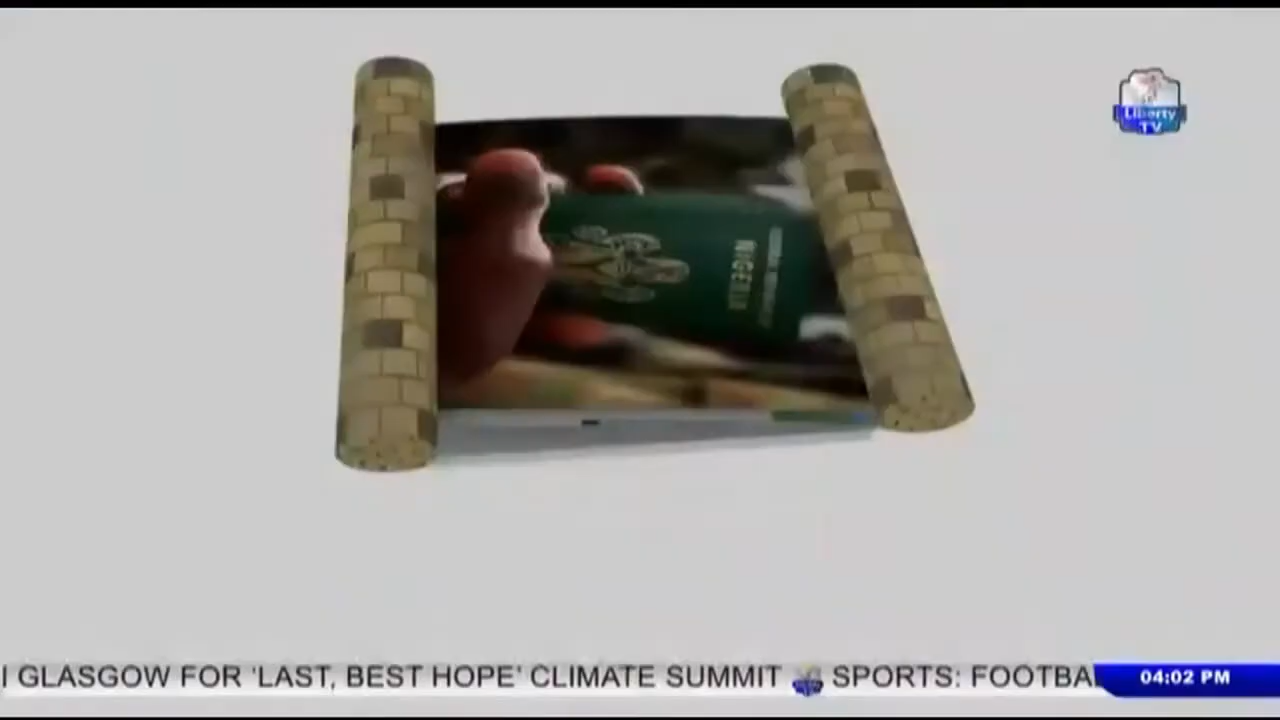 Liberty
TV
NIGERIA
I GLASGOW FOR ‘LAST, BEST HOPE’ CLIMATE SUMMIT SPORTS: FOOTBA
04:02 PM